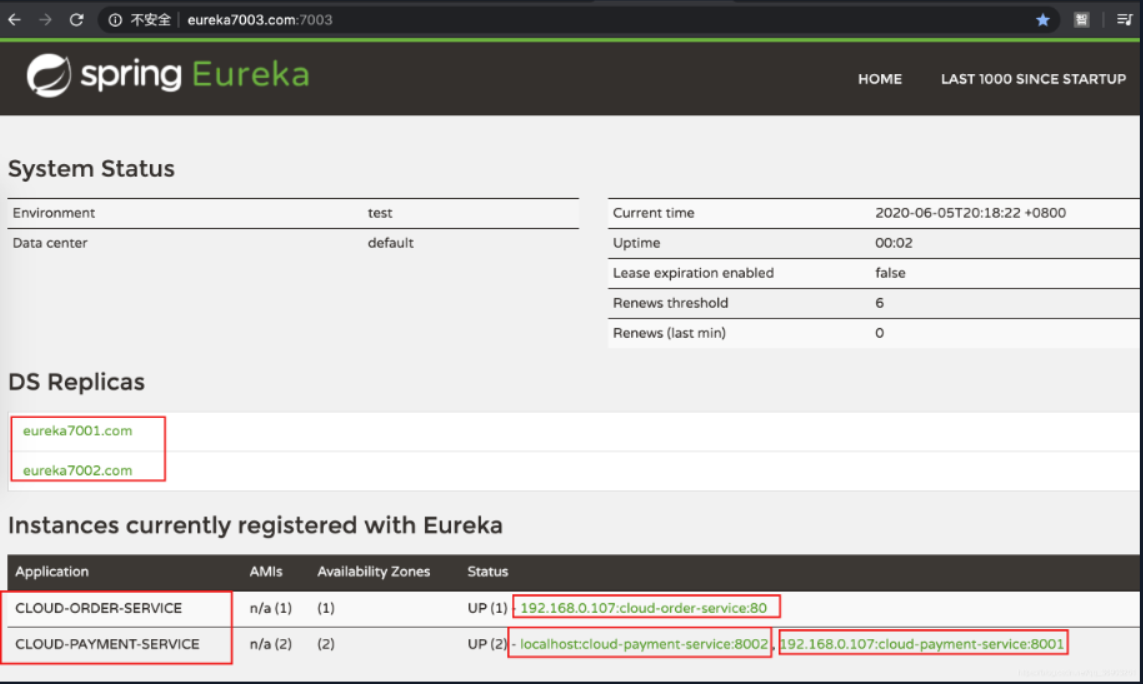 不安全 eureka7003.com:7003
spring Eureka
HOME LAST 1000 SINCE STARTUP
System Status
Environment test
Data center default
Current time 2020-06-05T20:18:22 +0800
Uptime 00:02
Lease expiration enabled false
Renews threshold 6
Renews (last min) 0
DS Replicas
eureka7001.com
eureka7002.com
Instances currently registered with Eureka
Application AMIs Availability Zones Status
CLOUD-ORDER-SERVICE n/a (1) (1) UP (1) - 192.168.0.107:cloud-order-service:80
CLOUD-PAYMENT-SERVICE n/a (2) (2) UP (2) - localhost:cloud-payment-service:8002 , 192.168.0.107:cloud-payment-service:8001